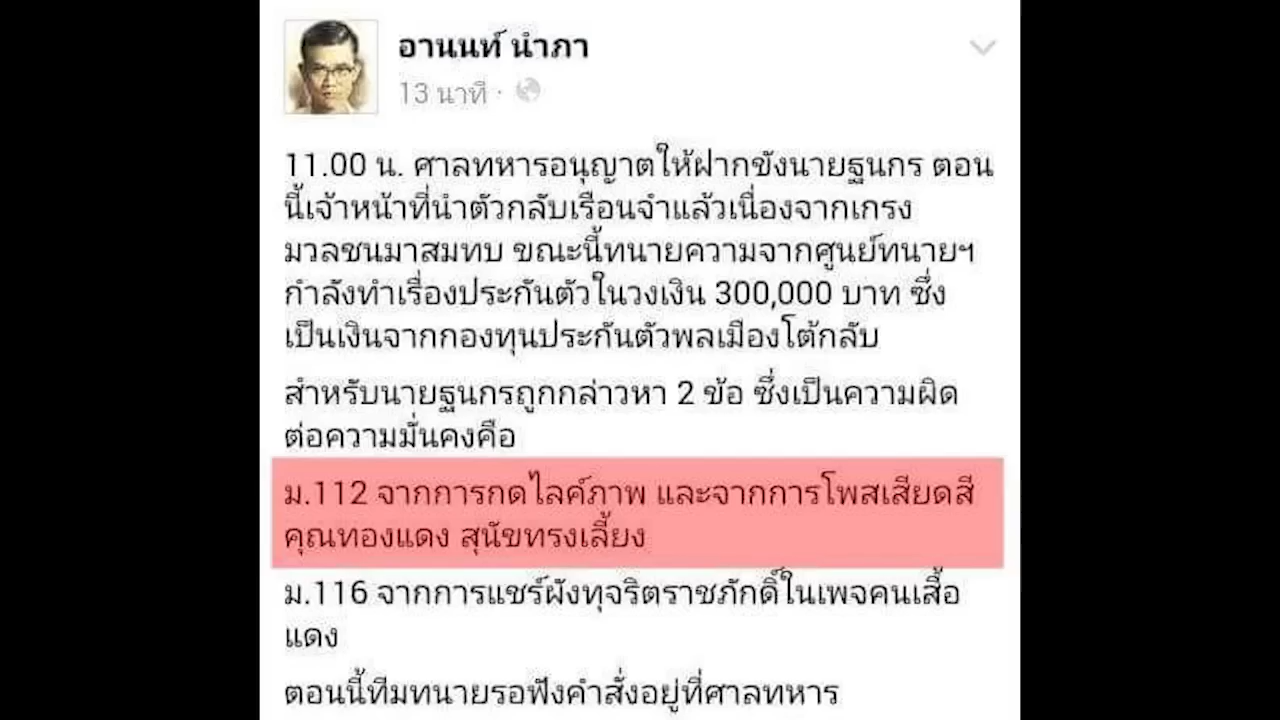 อานนท์ นำภา
13 นาที ·
11.00 น. ศาลทหารอนุญาตให้ฝากขังนายฐนกร ตอน
นี้เจ้าหน้าที่นำตัวกลับเรือนจำแล้วเนื่องจากเกรง
มวลชนมาสมทบ ขณะนี้ทนายความจากศูนย์ทนายฯ
กำลังทำเรื่องประกันตัวในวงเงิน 300,000 บาท ซึ่ง
เป็นเงินจากกองทุนประกันตัวพลเมืองโต้กลับ
สำหรับนายฐนกรถูกกล่าวหา 2 ข้อ ซึ่งเป็นความผิด
ต่อความมั่นคงคือ
ม.112 จากการกดไลค์ภาพ และจากการโพสเสียดสี
คุณทองแดง สุนัขทรงเลี้ยง
ม.116 จากการแชร์ผังทุจริตราชภักดิ์ในเพจคนเสื้อ
แดง
ตอนนี้ทีมทนายรอฟังคำสั่งอยู่ที่ศาลทหาร